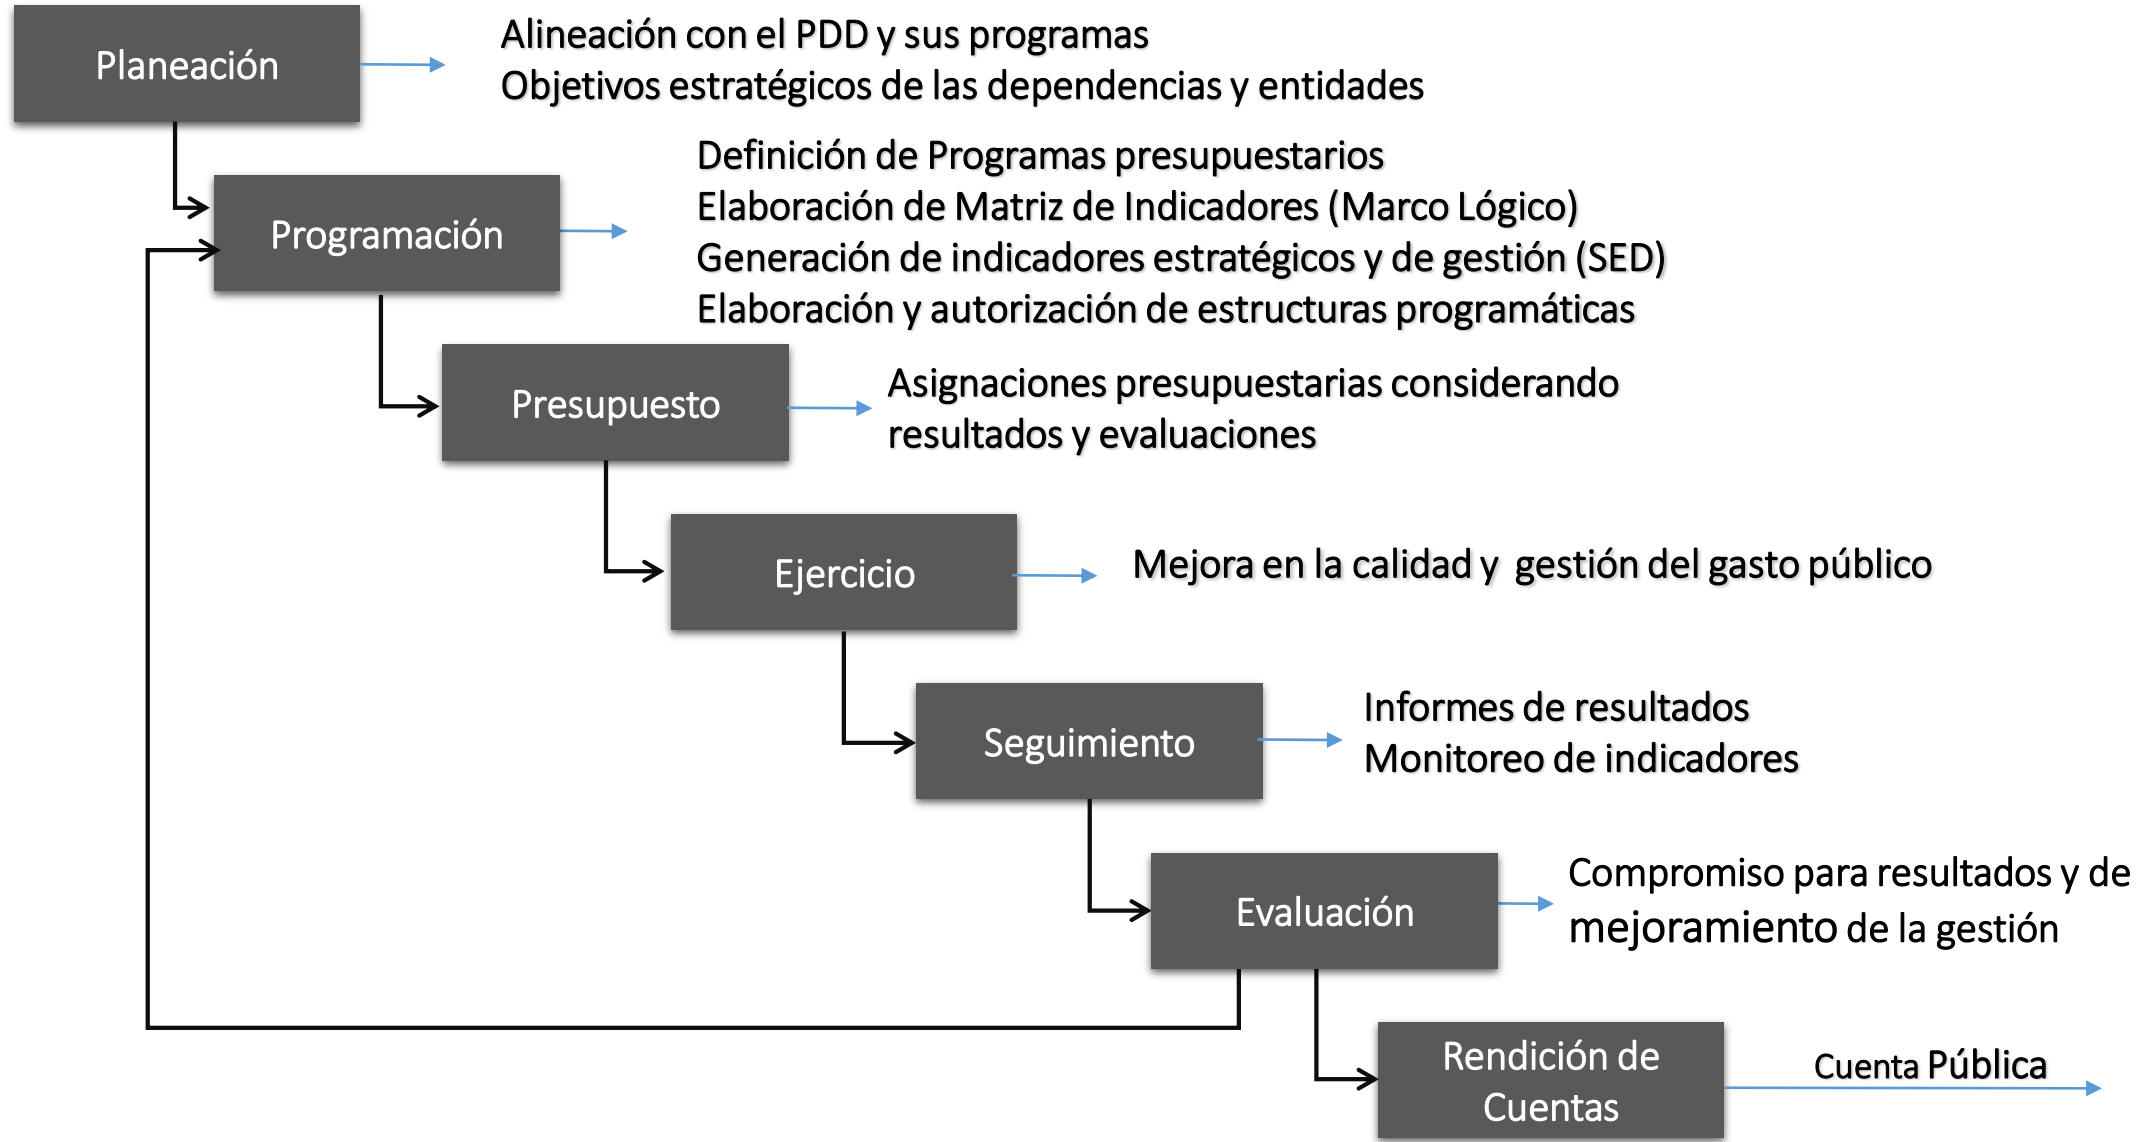 Planeación
Alineación con el PDD y sus programas
Objetivos estratégicos de las dependencias y entidades
Programación
Definición de Programas presupuestarios
Elaboración de Matriz de Indicadores (Marco Lógico)
Generación de indicadores estratégicos y de gestión (SED)
Elaboración y autorización de estructuras programáticas
Presupuesto
Asignaciones presupuestarias considerando
resultados y evaluaciones
Ejercicio
Mejora en la calidad y gestión del gasto público
Seguimiento
Informes de resultados
Monitoreo de indicadores
Evaluación
Compromiso para resultados y de
mejoramiento de la gestión
Rendición de
Cuentas
Cuenta Pública